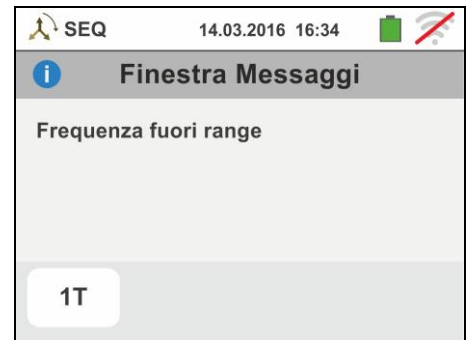 SEQ 14.03.2016 16:34
Finestra Messaggi
Frequenza fuori range
1T